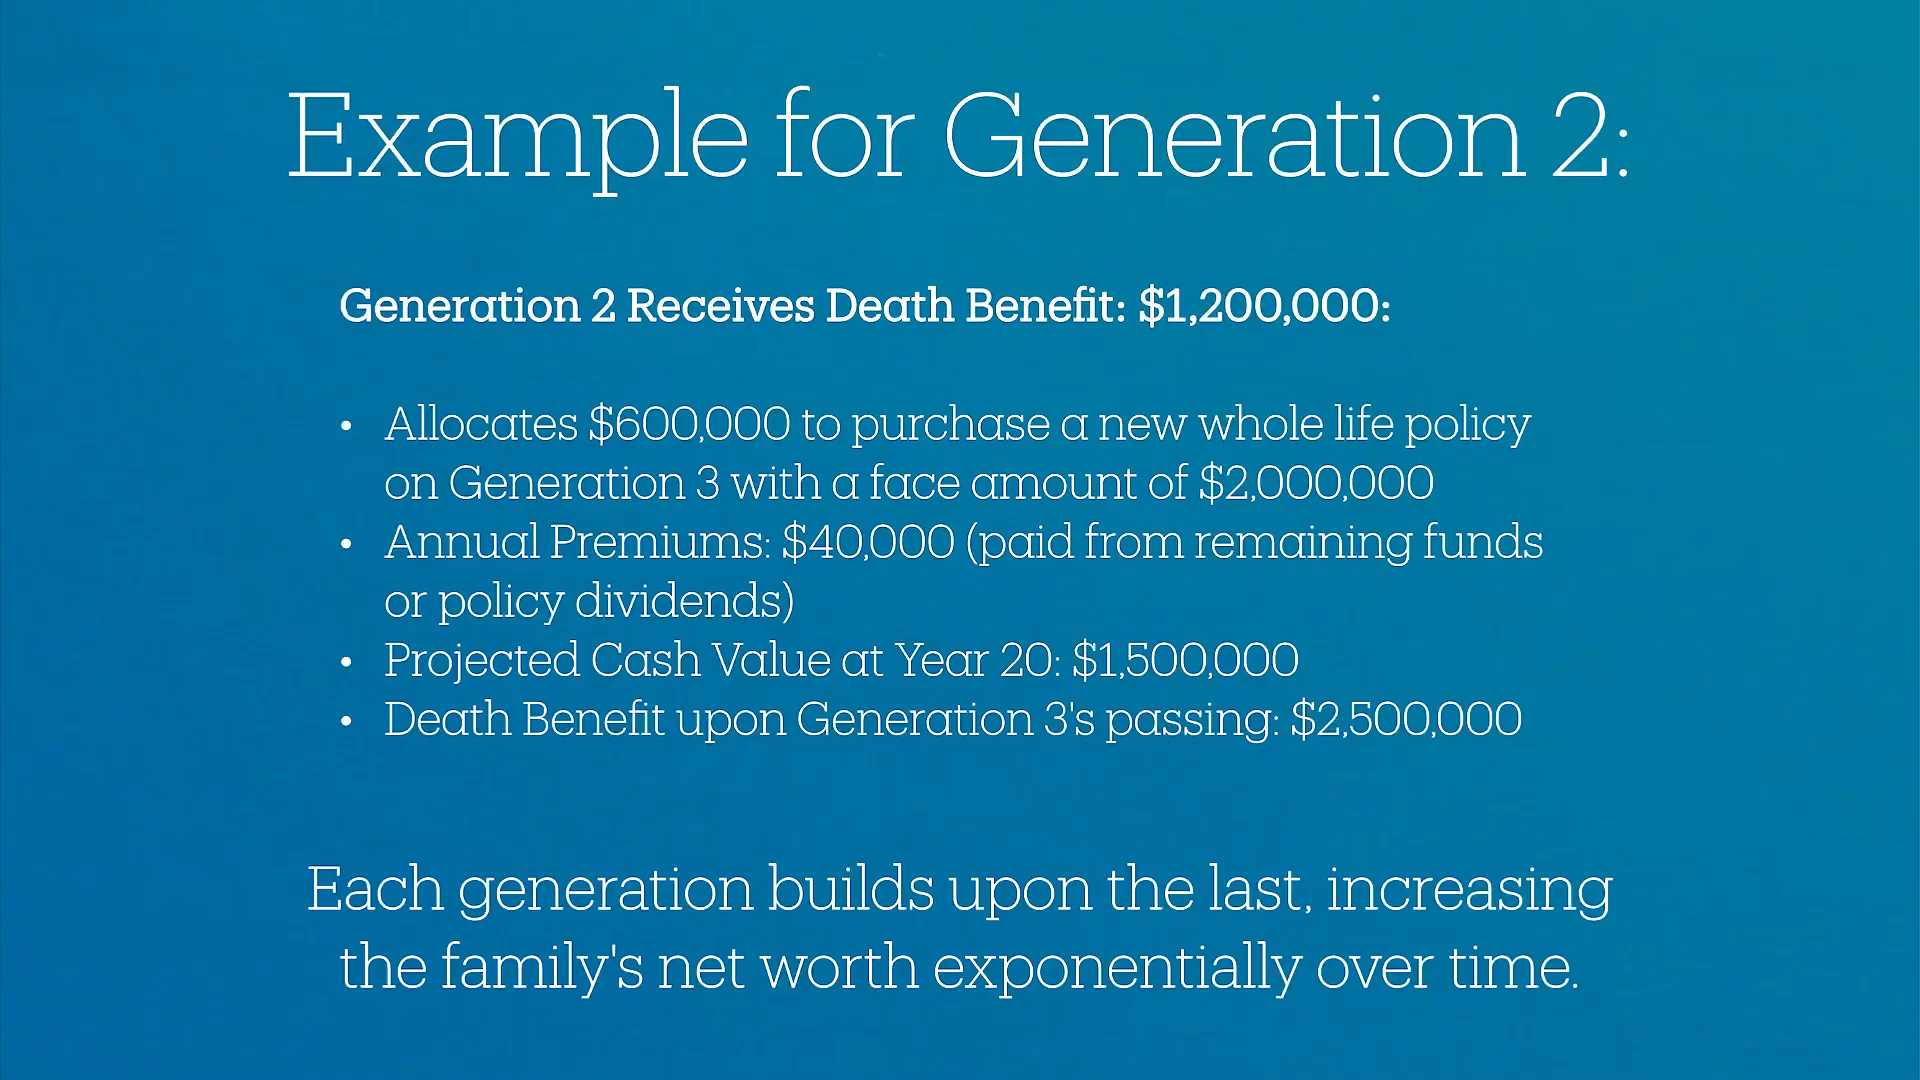 Example for Generation 2:
Generation 2 Receives Death Benefit: $1,200,000:
• Allocates $600,000 to purchase a new whole life policy
on Generation 3 with a face amount of $2,000,000
• Annual Premiums: $40,000 (paid from remaining funds
or policy dividends)
• Projected Cash Value at Year 20: $1,500,000
• Death Benefit upon Generation 3's passing: $2,500,000
Each generation builds upon the last, increasing
the family's net worth exponentially over time.